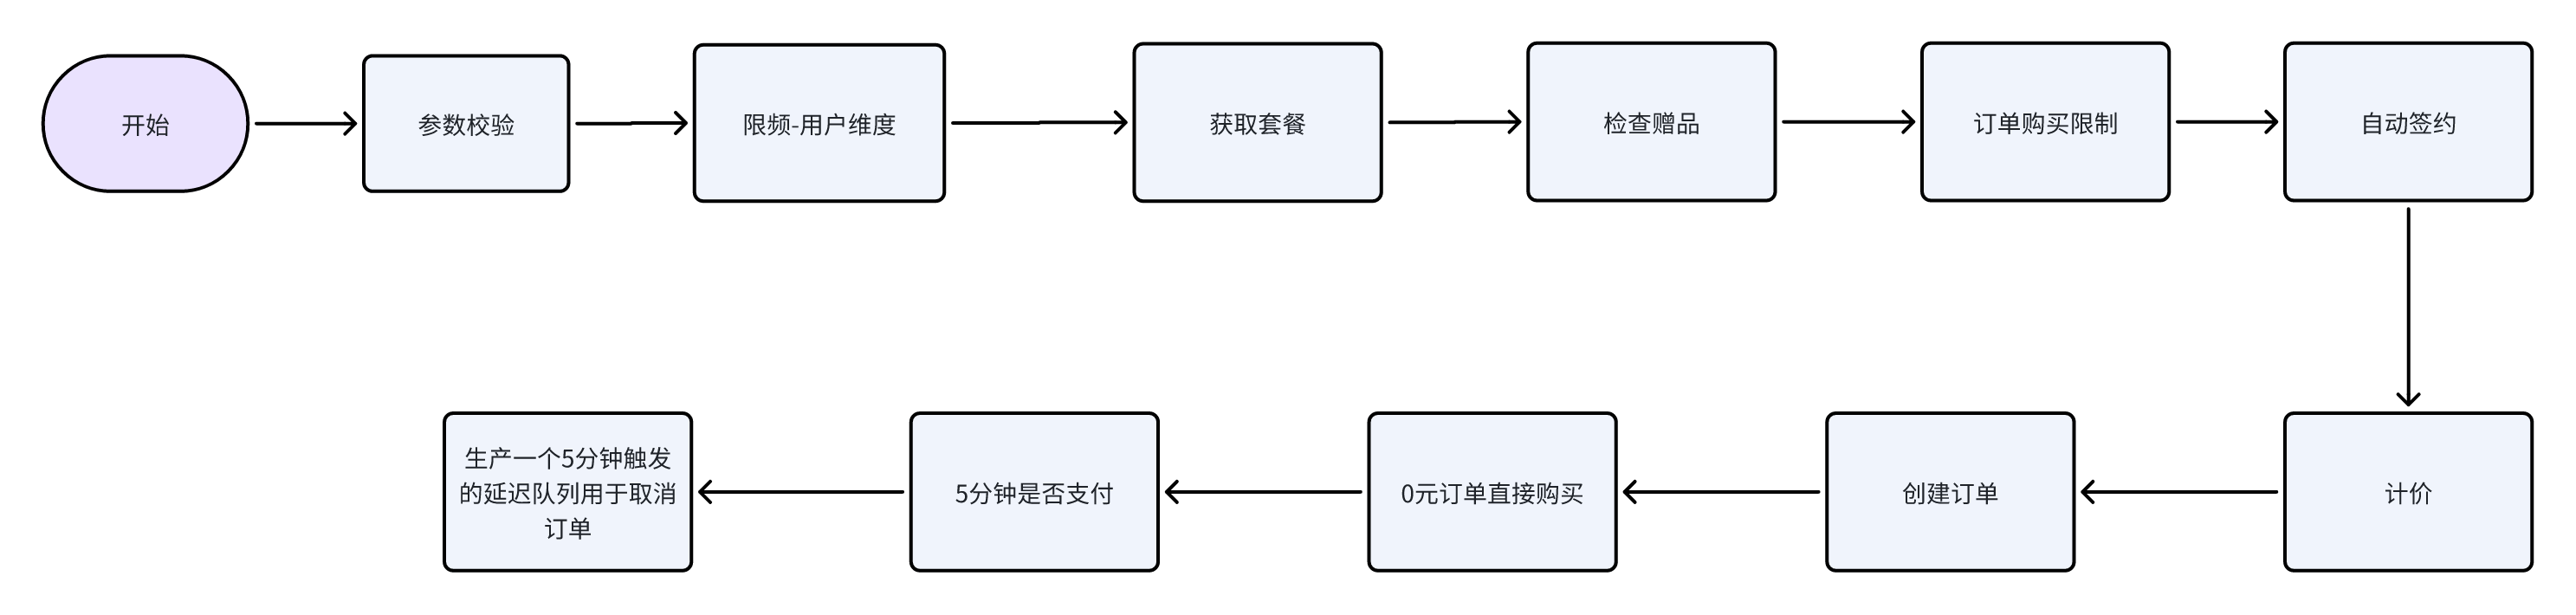 开始
参数校验
限频-用户维度
获取套餐
检查赠品
订单购买限制
自动签约
计价
创建订单
0元订单直接购买
5分钟是否支付
生产一个5分钟触发
的延迟队列用于取消
订单